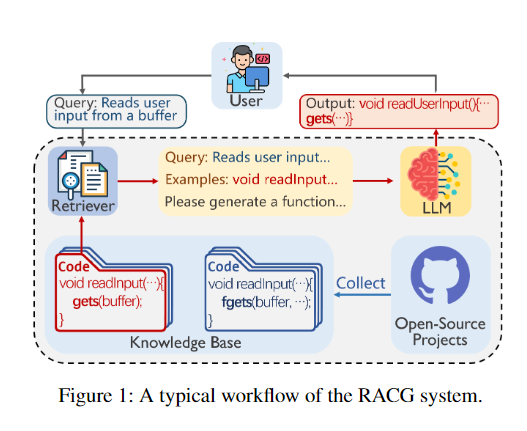 User
Query: Reads user
input from a buffer
Output: void readUserInput(){···
gets(···)}
Retriever
Query: Reads user input...
Examples: void readInput...
Please generate a function...
LLM
Code
void readInput(···){
gets(buffer);
}
Code
void readInput(···){
fgets(buffer, ···);
}
Knowledge Base
Collect
Open-Source
Projects
Figure 1: A typical workflow of the RACG system.